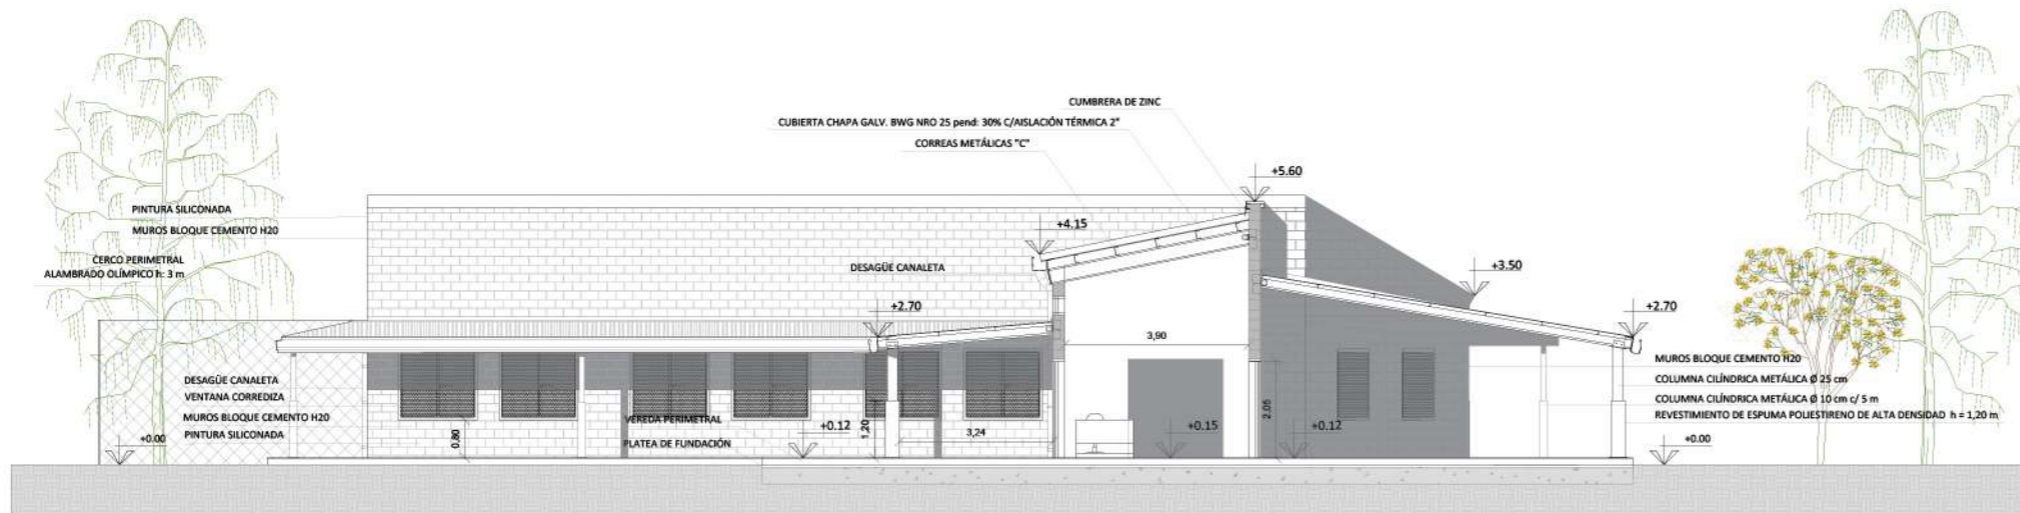 CUMBRERA DE ZINC
CUBIERTA CHAPA GALV. BWG NRO 25 pend: 30% C/AISLACIÓN TÉRMICA 2"
CORREAS METÁLICAS "C"
+5.60
PINTURA SILICONADA
MUROS BLOQUE CEMENTO H20
+4.15
CERCO PERIMETRAL
ALAMBRADO OLÍMPICO h: 3 m
DESAGÜE CANALETA
+3.50
+2.70
+2.70
3,90
MUROS BLOQUE CEMENTO H20
DESAGÜE CANALETA
COLUMNA CILÍNDRICA METÁLICA Ø 25 cm
VENTANA CORREDIZA
COLUMNA CILÍNDRICA METÁLICA Ø 10 cm c/ 5 m
MUROS BLOQUE CEMENTO H20
VEREDA PERIMETRAL
REVESTIMIENTO DE ESPUMA POLIESTIRENO DE ALTA DENSIDAD h = 1,20 m
PINTURA SILICONADA
+0.00
0,80
PLATEA DE FUNDACIÓN
+0.12
1,20
3,24
+0.15
2,05
+0.12
+0.00